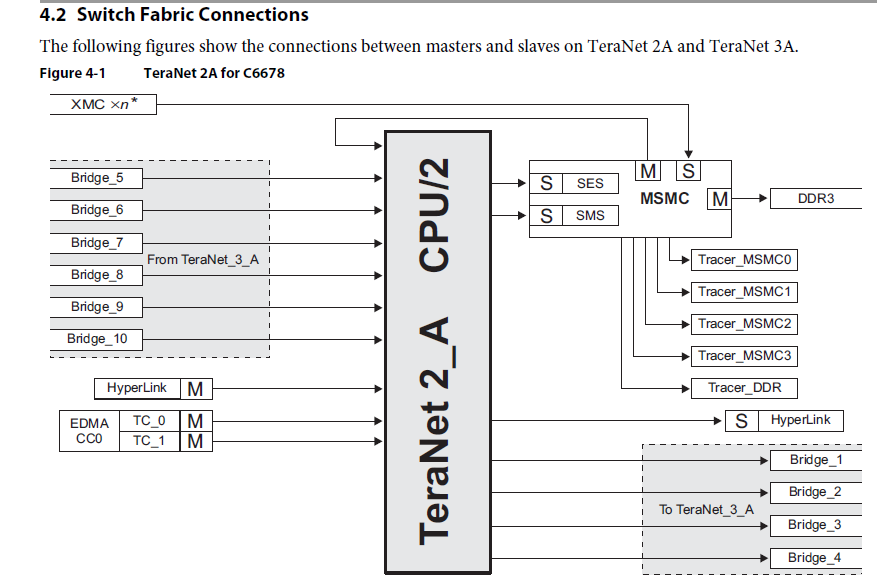 4.2 Switch Fabric Connections
The following figures show the connections between masters and slaves on TeraNet 2A and TeraNet 3A.
Figure 4-1 TeraNet 2A for C6678
XMC ×n*
Bridge_5
Bridge_6
Bridge_7
From TeraNet_3_A
Bridge_8
Bridge_9
Bridge_10
HyperLink M
EDMA CC0
TC_0 M
TC_1 M
TeraNet 2_A CPU/2
S SES
S SMS
M S
MSMC M
DDR3
Tracer_MSMC0
Tracer_MSMC1
Tracer_MSMC2
Tracer_MSMC3
Tracer_DDR
S HyperLink
Bridge_1
Bridge_2
To TeraNet_3_A
Bridge_3
Bridge_4